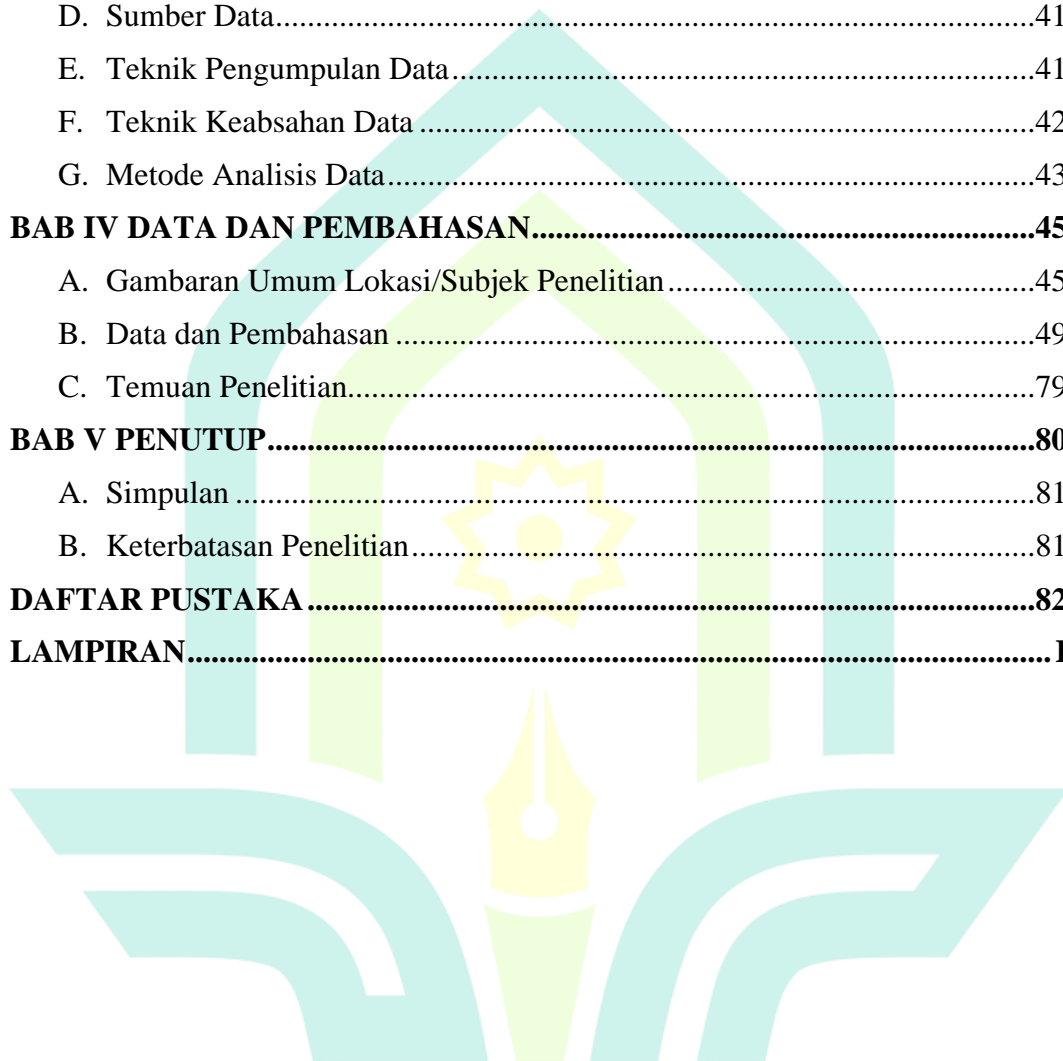 D. Sumber Data.....................................................................................................41
E. Teknik Pengumpulan Data..............................................................................41
F. Teknik Keabsahan Data ..................................................................................42
G. Metode Analisis Data.......................................................................................43
BAB IV DATA DAN PEMBAHASAN.................................................................45
A. Gambaran Umum Lokasi/Subjek Penelitian..................................................45
B. Data dan Pembahasan .....................................................................................49
C. Temuan Penelitian...........................................................................................79
BAB V PENUTUP...................................................................................................80
A. Simpulan ..........................................................................................................81
B. Keterbatasan Penelitian...................................................................................81
DAFTAR PUSTAKA..............................................................................................82
LAMPIRAN...............................................................................................................I